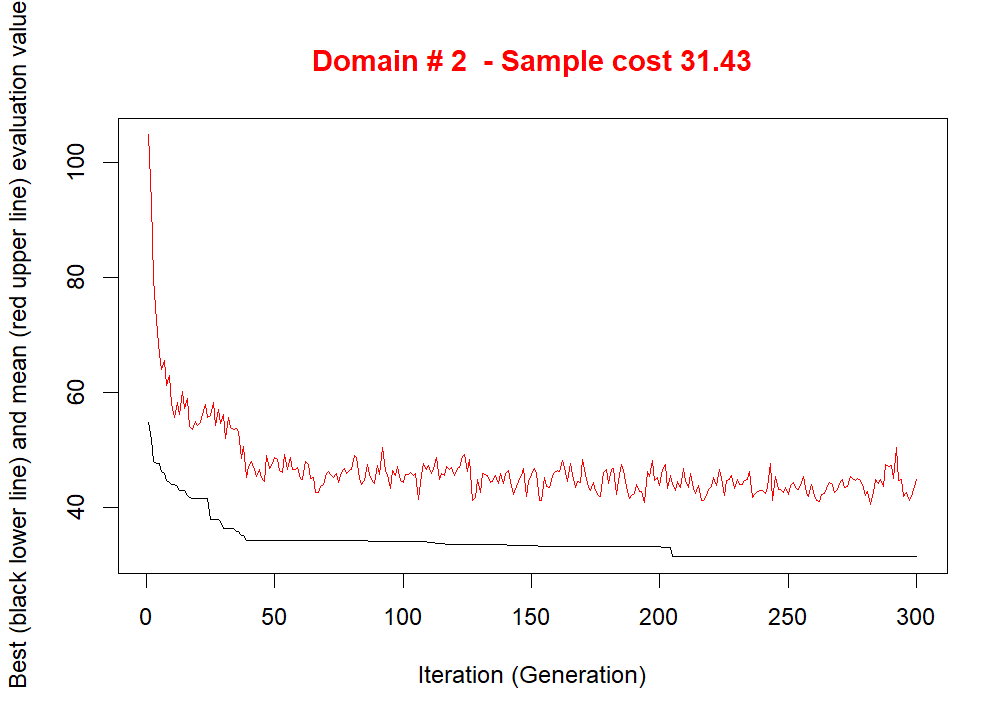 Domain # 2  - Sample cost 31.43
Best (black lower line) and mean (red upper line) evaluation value
100
80
60
40
0 50 100 150 200 250 300
Iteration (Generation)